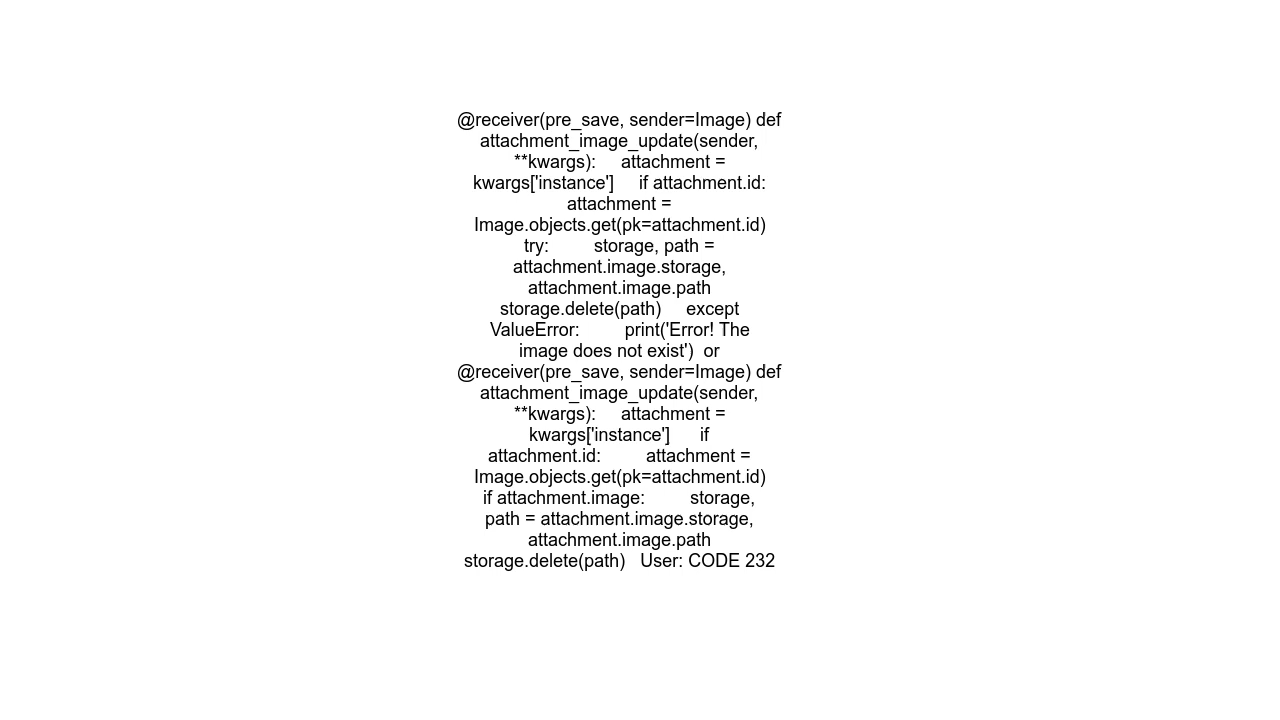 @receiver(pre_save, sender=Image) def
attachment_image_update(sender,
**kwargs):     attachment =
kwargs['instance']     if attachment.id:
attachment =
Image.objects.get(pk=attachment.id)
try:         storage, path =
attachment.image.storage,
attachment.image.path
storage.delete(path)     except
ValueError:         print('Error! The
image does not exist')  or
@receiver(pre_save, sender=Image) def
attachment_image_update(sender,
**kwargs):     attachment =
kwargs['instance']      if
attachment.id:         attachment =
Image.objects.get(pk=attachment.id)
if attachment.image:         storage,
path = attachment.image.storage,
attachment.image.path
storage.delete(path)   User: CODE 232